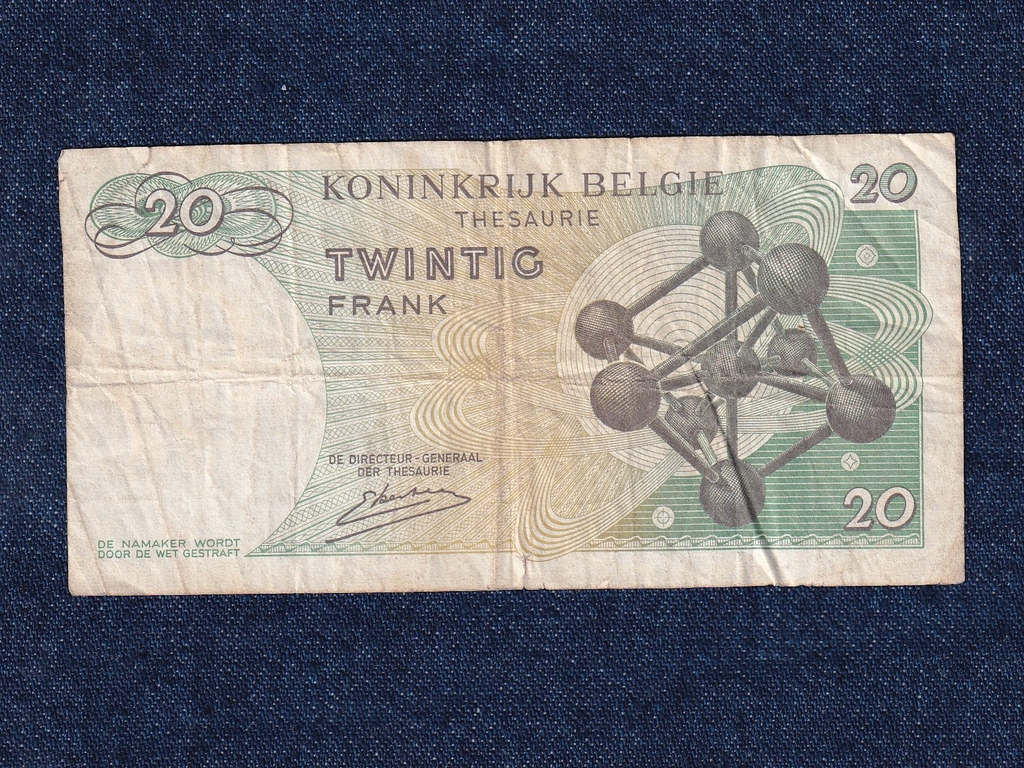 20
KONINKRIJK BELGIE
THESAURIE
20
TWINTIG
FRANK
DE DIRECTEUR-GENERAAL
DER THESAURIE
20
DE NAMAKER WORDT
DOOR DE WET GESTRAFT